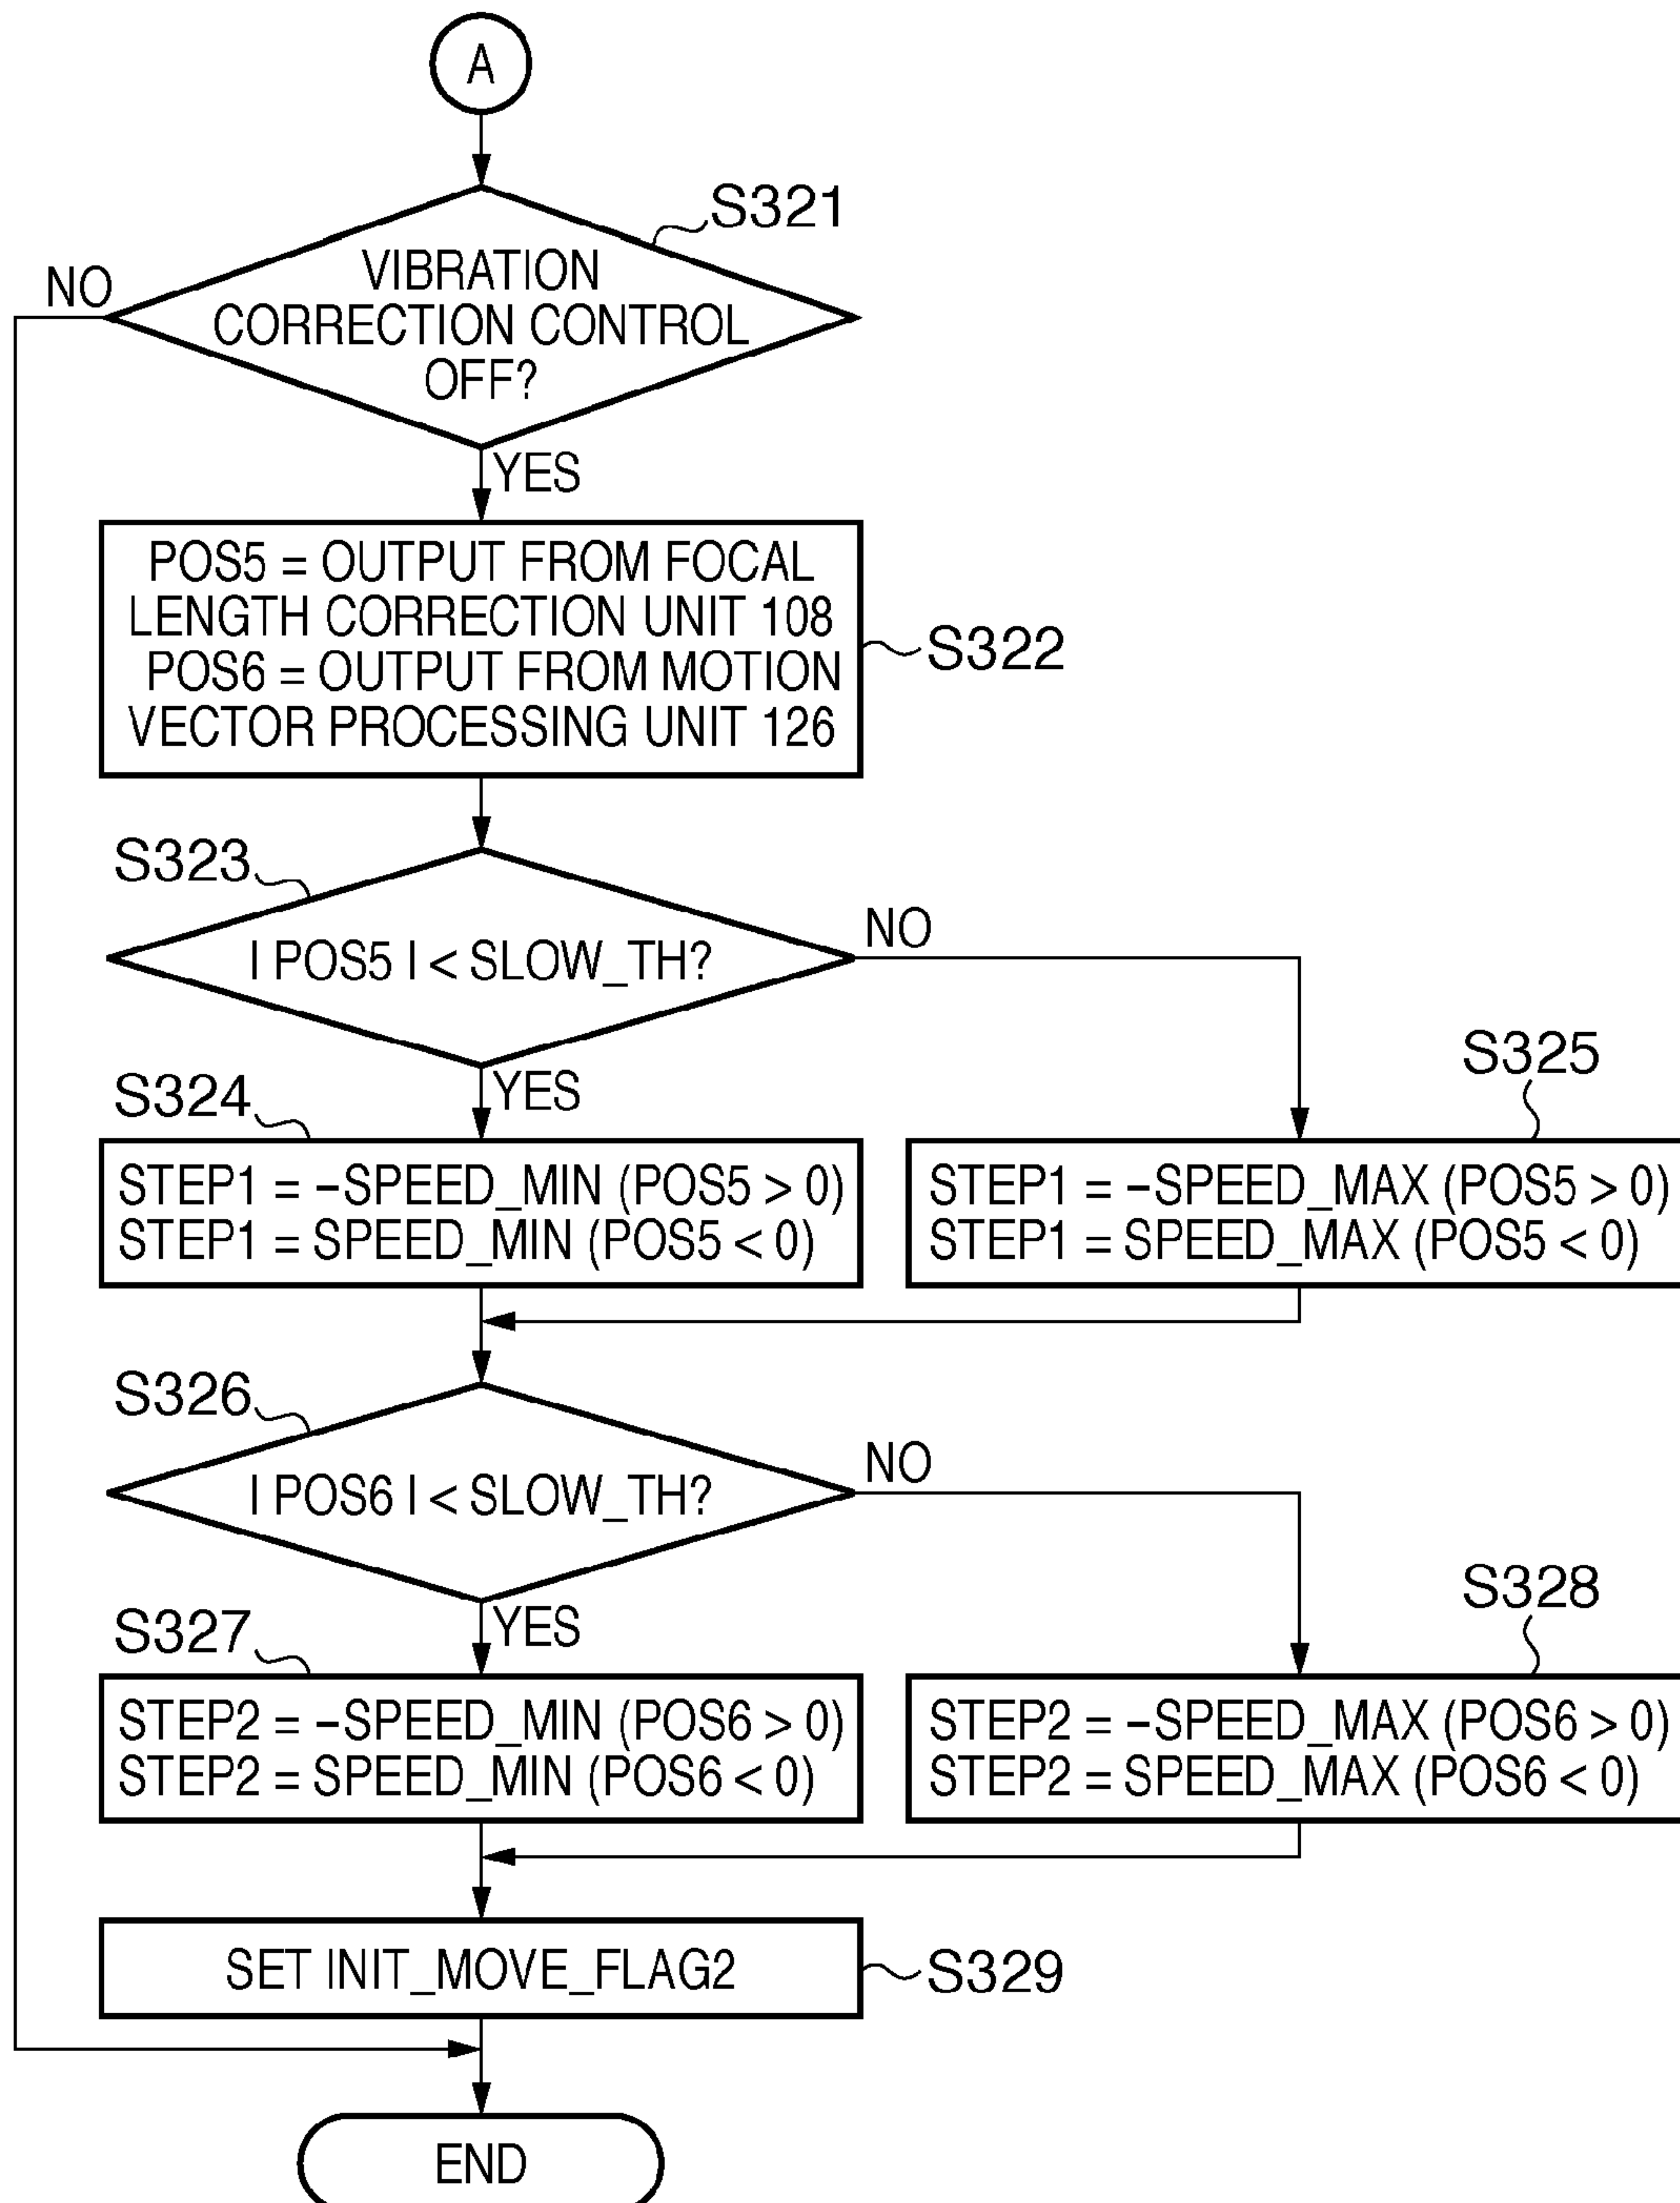 A
S321
VIBRATION
CORRECTION CONTROL
OFF?
NO
YES
POS5 = OUTPUT FROM FOCAL
LENGTH CORRECTION UNIT 108
POS6 = OUTPUT FROM MOTION
VECTOR PROCESSING UNIT 126
S322
S323
| POS5 | < SLOW_TH?
NO
YES
S324
STEP1 = −SPEED_MIN (POS5 > 0)
STEP1 = SPEED_MIN (POS5 < 0)
S325
STEP1 = −SPEED_MAX (POS5 > 0)
STEP1 = SPEED_MAX (POS5 < 0)
S326
| POS6 | < SLOW_TH?
NO
YES
S327
STEP2 = −SPEED_MIN (POS6 > 0)
STEP2 = SPEED_MIN (POS6 < 0)
S328
STEP2 = −SPEED_MAX (POS6 > 0)
STEP2 = SPEED_MAX (POS6 < 0)
SET INIT_MOVE_FLAG2
S329
END